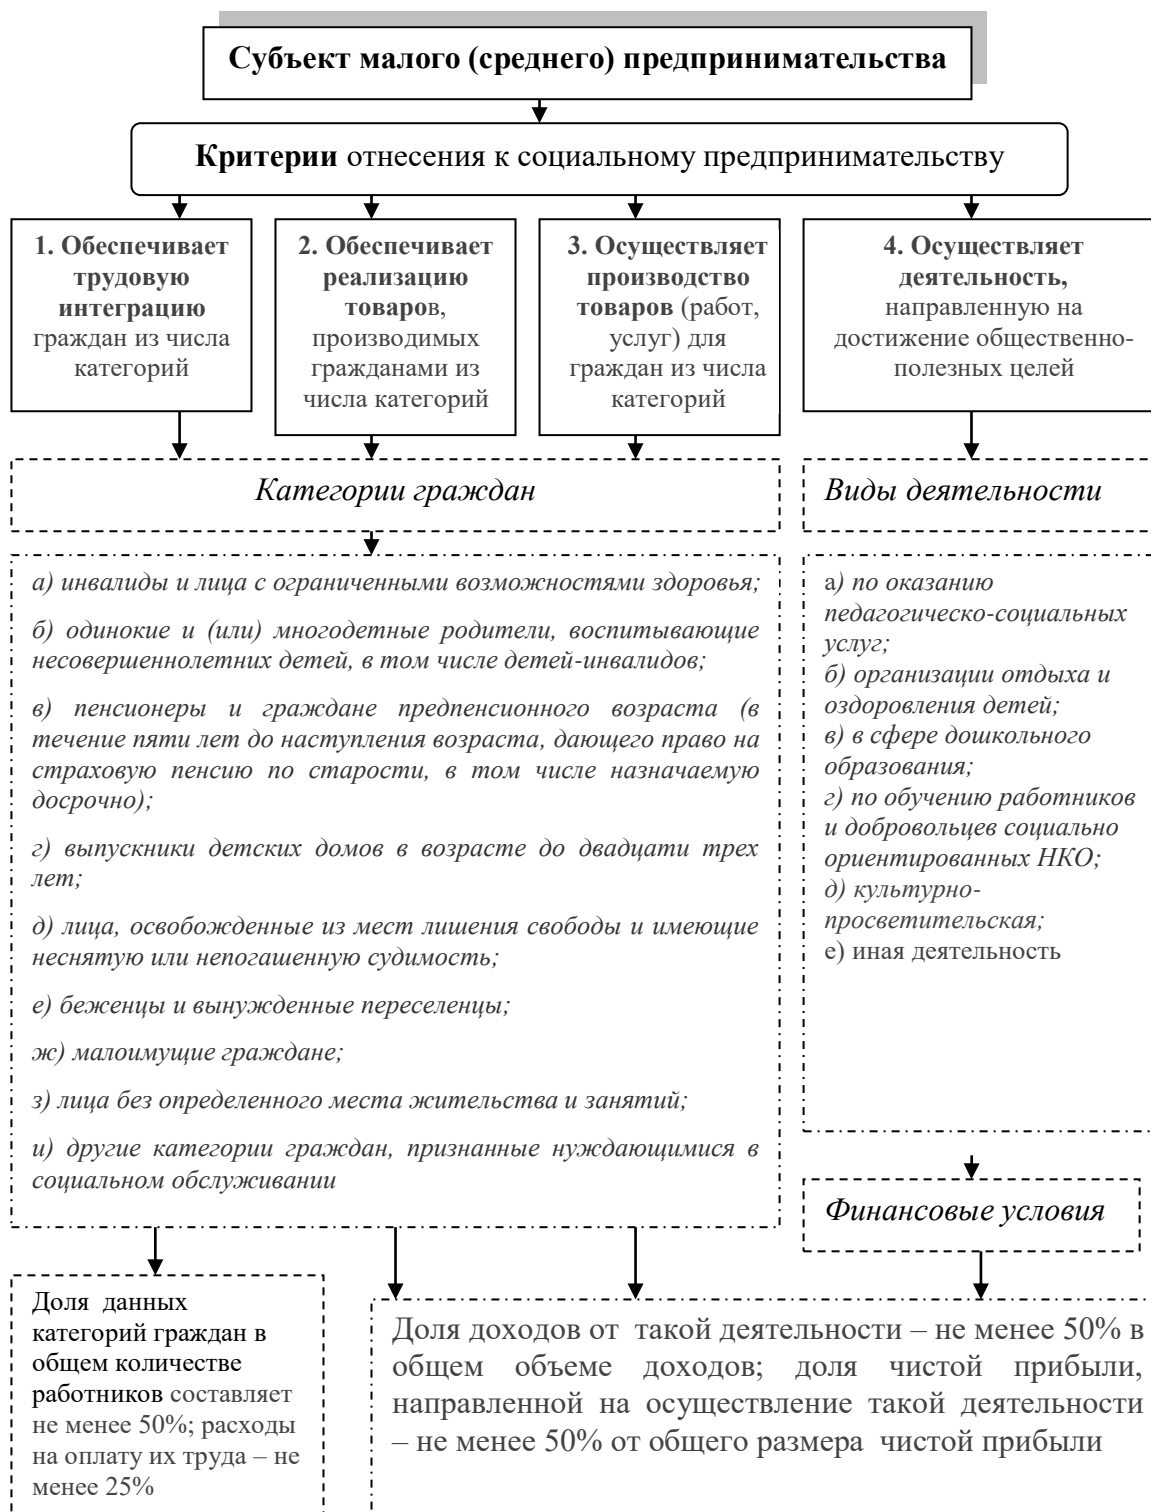 Субъект малого (среднего) предпринимательства
Критерии отнесения к социальному предпринимательству
1. Обеспечивает
трудовую
интеграцию
граждан из числа
категорий
2. Обеспечивает
реализацию
товаров,
производимых
гражданами из
числа категорий
3. Осуществляет
производство
товаров (работ,
услуг) для
граждан из числа
категорий
4. Осуществляет
деятельность,
направленную на
достижение общественно-
полезных целей
Категории граждан
Виды деятельности
а) инвалиды и лица с ограниченными возможностями здоровья;
б) одинокие и (или) многодетные родители, воспитывающие
несовершеннолетних детей, в том числе детей-инвалидов;
в) пенсионеры и граждане предпенсионного возраста (в
течение пяти лет до наступления возраста, дающего право на
страховую пенсию по старости, в том числе назначаемую
досрочно);
г) выпускники детских домов в возрасте до двадцати трех
лет;
д) лица, освобожденные из мест лишения свободы и имеющие
неснятую или непогашенную судимость;
е) беженцы и вынужденные переселенцы;
ж) малоимущие граждане;
з) лица без определенного места жительства и занятий;
и) другие категории граждан, признанные нуждающимися в
социальном обслуживании
а) по оказанию
педагогическо-социальных
услуг;
б) организации отдыха и
оздоровления детей;
в) в сфере дошкольного
образования;
г) по обучению работников
и добровольцев социально
ориентированных НКО;
д) культурно-
просветительская;
е) иная деятельность
Финансовые условия
Доля данных
категорий граждан в
общем количестве
работников составляет
не менее 50%; расходы
на оплату их труда – не
менее 25%
Доля доходов от такой деятельности – не менее 50% в
общем объеме доходов; доля чистой прибыли,
направленной на осуществление такой деятельности
– не менее 50% от общего размера чистой прибыли